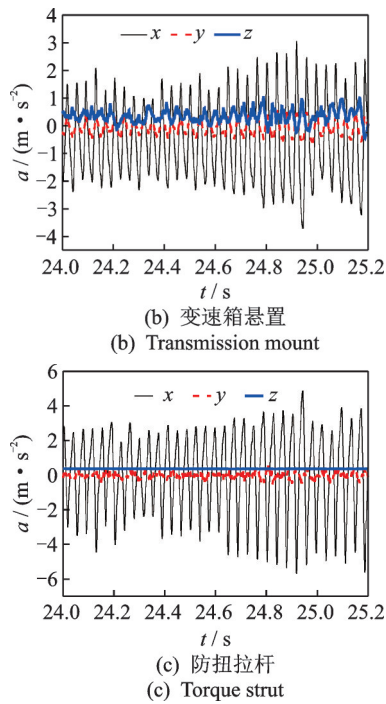 x y z
4
3
2
1
0
−1
−2
−3
−4
a / (m • s⁻²)
24.0 24.2 24.4 24.6 24.8 25.0 25.2
t / s
(b) 变速箱悬置
(b) Transmission mount
x y z
6
4
2
0
−2
−4
−6
a / (m • s⁻²)
24.0 24.2 24.4 24.6 24.8 25.0 25.2
t / s
(c) 防扭拉杆
(c) Torque strut